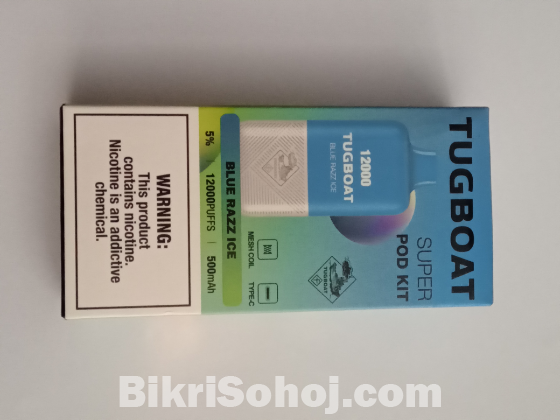 TUGBOAT
SUPER
POD KIT
TUGBOAT
12000
TUGBOAT
BLUE RAZZ ICE
MESH COIL
TYPE-C
BLUE RAZZ ICE
5% 12000PUFFS | 500mAh
WARNING:
This product
contains nicotine.
Nicotine is an addictive
chemical.
BikriSohoj.com